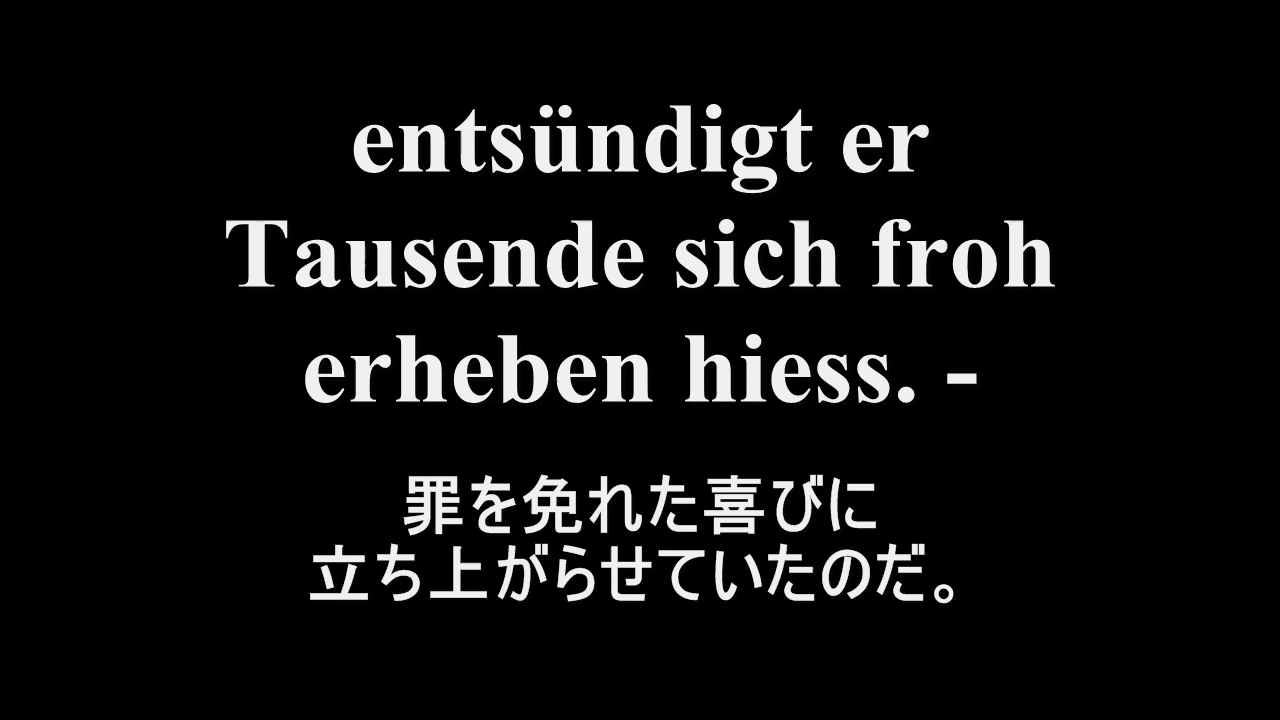 entsündigt er
Tausende sich froh
erheben hiess. -
罪を免れた喜びに
立ち上がらせていたのだ。